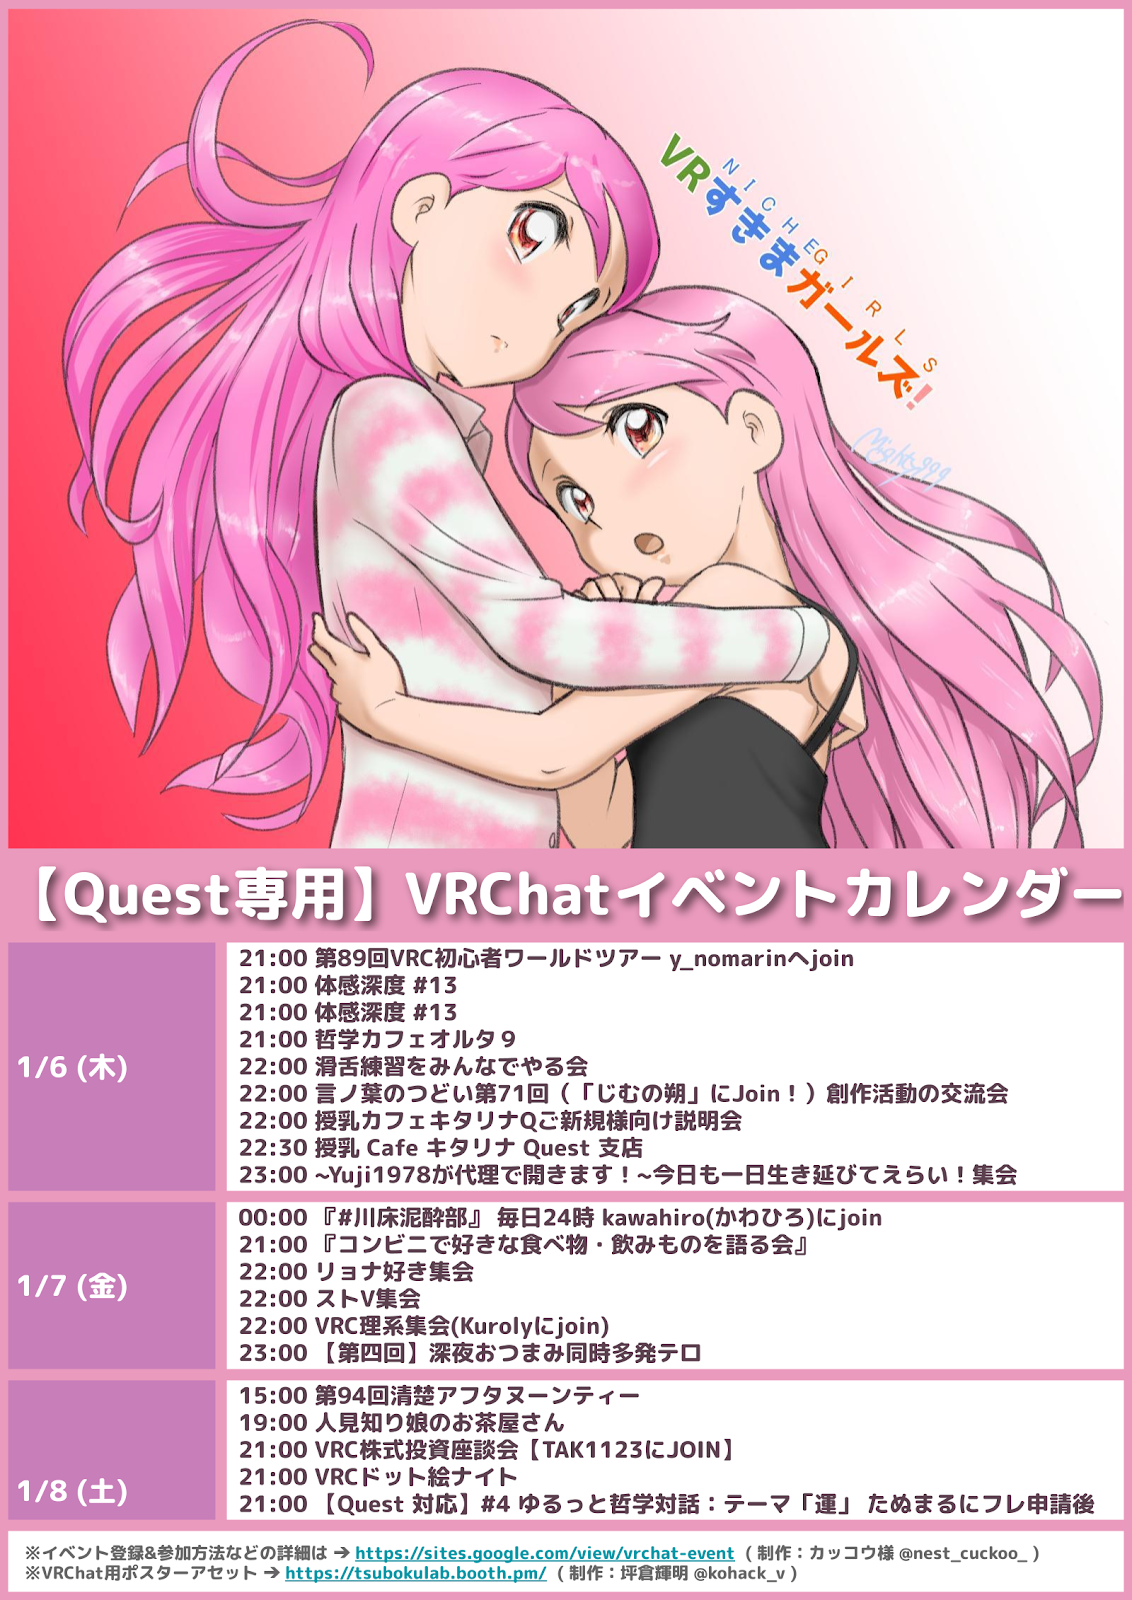 NICHE GIRLS
VRすきまガールズ!
Mighty999
【Quest専用】VRChatイベントカレンダー
1/6 (木)
21:00 第89回VRC初心者ワールドツアー y_nomarinへjoin
21:00 体感深度 #13
21:00 体感深度 #13
21:00 哲学カフェオルタ９
22:00 滑舌練習をみんなでやる会
22:00 言ノ葉のつどい第71回（「じむの朔」にJoin！）創作活動の交流会
22:00 授乳カフェキタリナQご新規様向け説明会
22:30 授乳 Cafe キタリナ Quest 支店
23:00 ~Yuji1978が代理で開きます！~今日も一日生き延びてえらい！集会
1/7 (金)
00:00 『#川床泥酔部』 毎日24時 kawahiro(かわひろ)にjoin
21:00 『コンビニで好きな食べ物・飲みものを語る会』
22:00 リョナ好き集会
22:00 ストV集会
22:00 VRC理系集会(Kurolyにjoin)
23:00 【第四回】深夜おつまみ同時多発テロ
1/8 (土)
15:00 第94回清楚アフタヌーンティー
19:00 人見知り娘のお茶屋さん
21:00 VRC株式投資座談会【TAK1123にJOIN】
21:00 VRCドット絵ナイト
21:00 【Quest 対応】#4 ゆるっと哲学対話：テーマ「運」 たぬまるにフレ申請後
※イベント登録&参加方法などの詳細は ➔ https://sites.google.com/view/vrchat-event ( 制作：カッコウ様 @nest_cuckoo_ )
※VRChat用ポスターアセット ➔ https://tsubokulab.booth.pm/ ( 制作：坪倉輝明 @kohack_v )